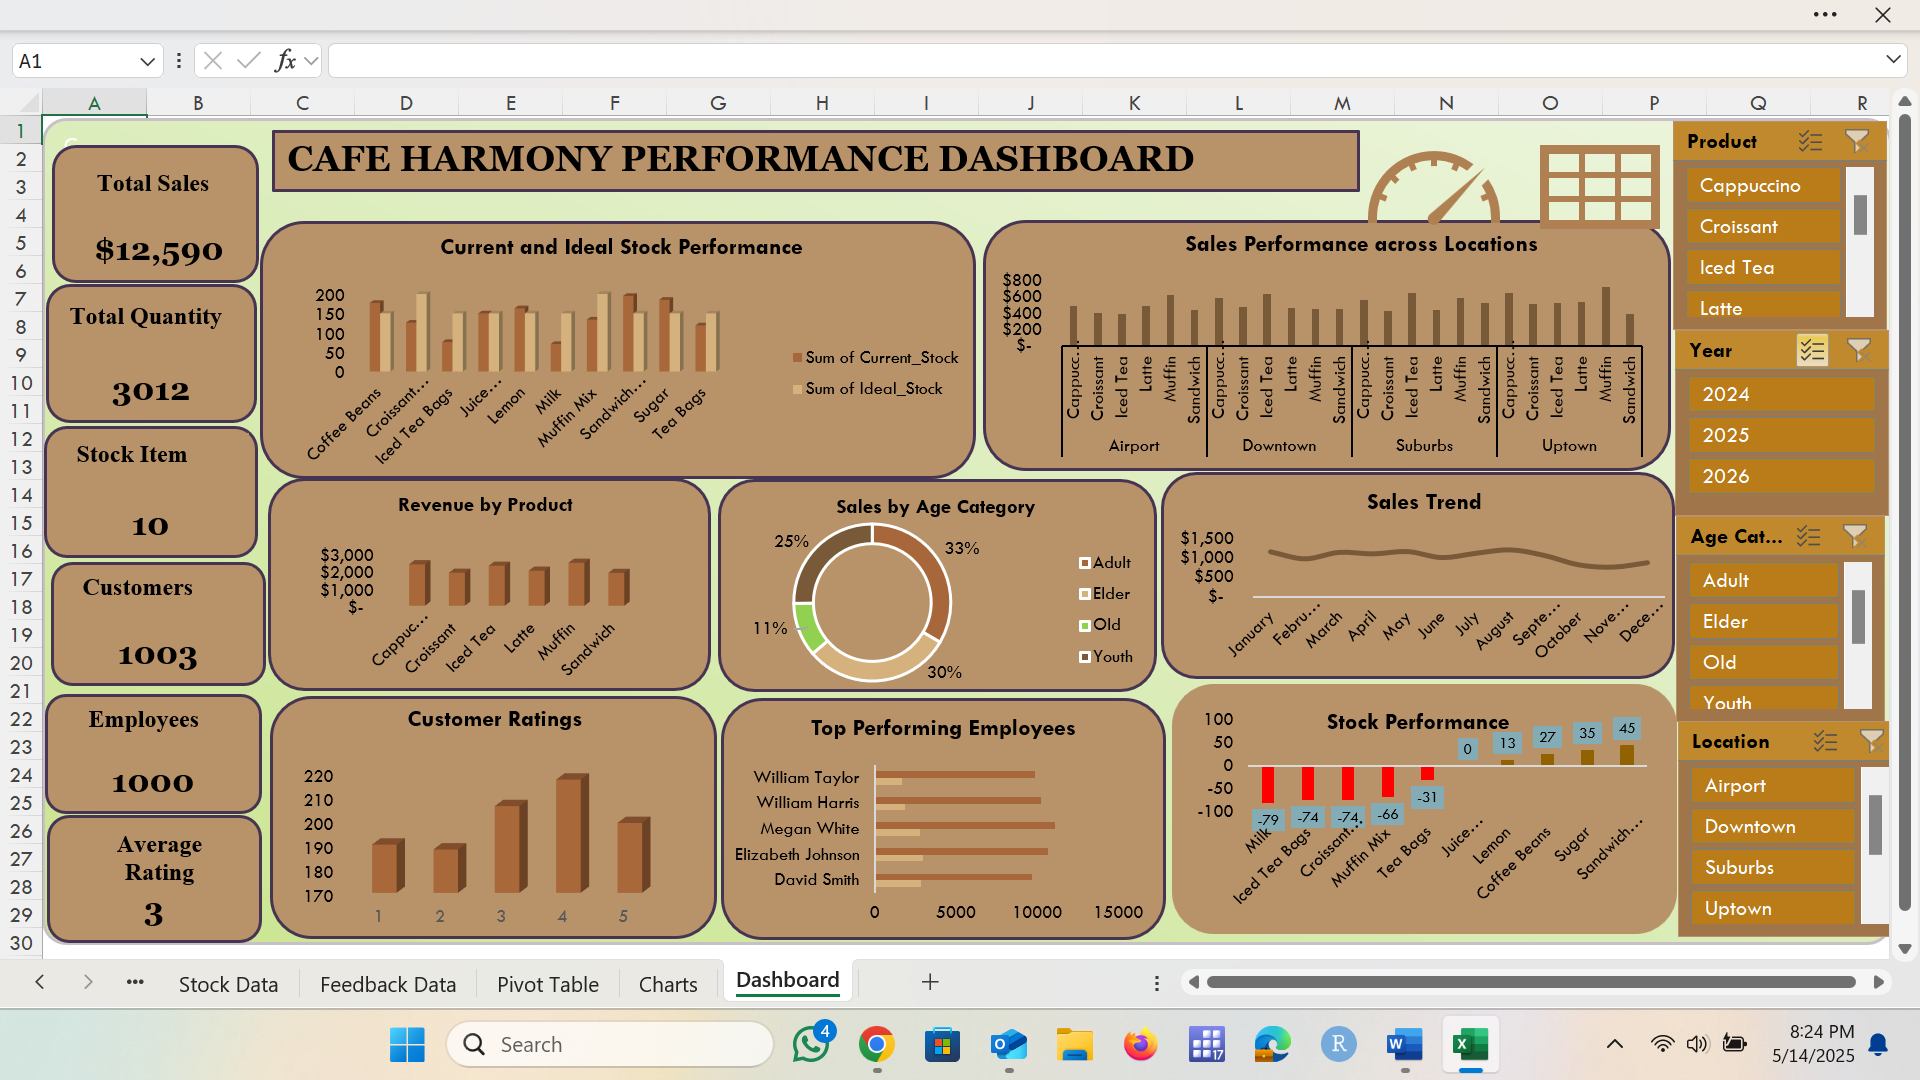 A1
fx
A B C D E F G H I J K L M N O P Q R
1
2
3
4
5
6
7
8
9
10
11
12
13
14
15
16
17
18
19
20
21
22
23
24
25
26
27
28
29
30
CAFE HARMONY PERFORMANCE DASHBOARD
Total Sales
$12,590
Total Quantity
3012
Stock Item
10
Customers
1003
Employees
1000
Average
Rating
3
Current and Ideal Stock Performance
200
150
100
50
0
Coffee Beans
Croissant...
Iced Tea Bags
Juice...
Lemon
Milk
Muffin Mix
Sandwich...
Sugar
Tea Bags
Sum of Current_Stock
Sum of Ideal_Stock
Sales Performance across Locations
$800
$600
$400
$200
$-
Cappucc... Croissant Iced Tea Latte Muffin Sandwich
Cappucc... Croissant Iced Tea Latte Muffin Sandwich
Cappucc... Croissant Iced Tea Latte Muffin Sandwich
Cappucc... Croissant Iced Tea Latte Muffin Sandwich
Airport Downtown Suburbs Uptown
Revenue by Product
$3,000
$2,000
$1,000
$-
Cappuc...
Croissant
Iced Tea
Latte
Muffin
Sandwich
Sales by Age Category
25%
33%
11%
30%
Adult
Elder
Old
Youth
Sales Trend
$1,500
$1,000
$500
$-
January
Febru...
March
April
May
June
July
August
Septe...
October
Nove...
Dece...
Customer Ratings
220
210
200
190
180
170
1 2 3 4 5
Top Performing Employees
William Taylor
William Harris
Megan White
Elizabeth Johnson
David Smith
0 5000 10000 15000
Stock Performance
100
50
0
-50
-100
-79 -74 -74 -66 -31 0 13 27 35 45
Milk
Iced Tea Bags
Croissant...
Muffin Mix
Tea Bags
Juice...
Lemon
Coffee Beans
Sugar
Sandwich...
Product
Cappuccino
Croissant
Iced Tea
Latte
Year
2024
2025
2026
Age Cat...
Adult
Elder
Old
Youth
Location
Airport
Downtown
Suburbs
Uptown
Stock Data Feedback Data Pivot Table Charts Dashboard
Search
4
17
R
8:24 PM
5/14/2025